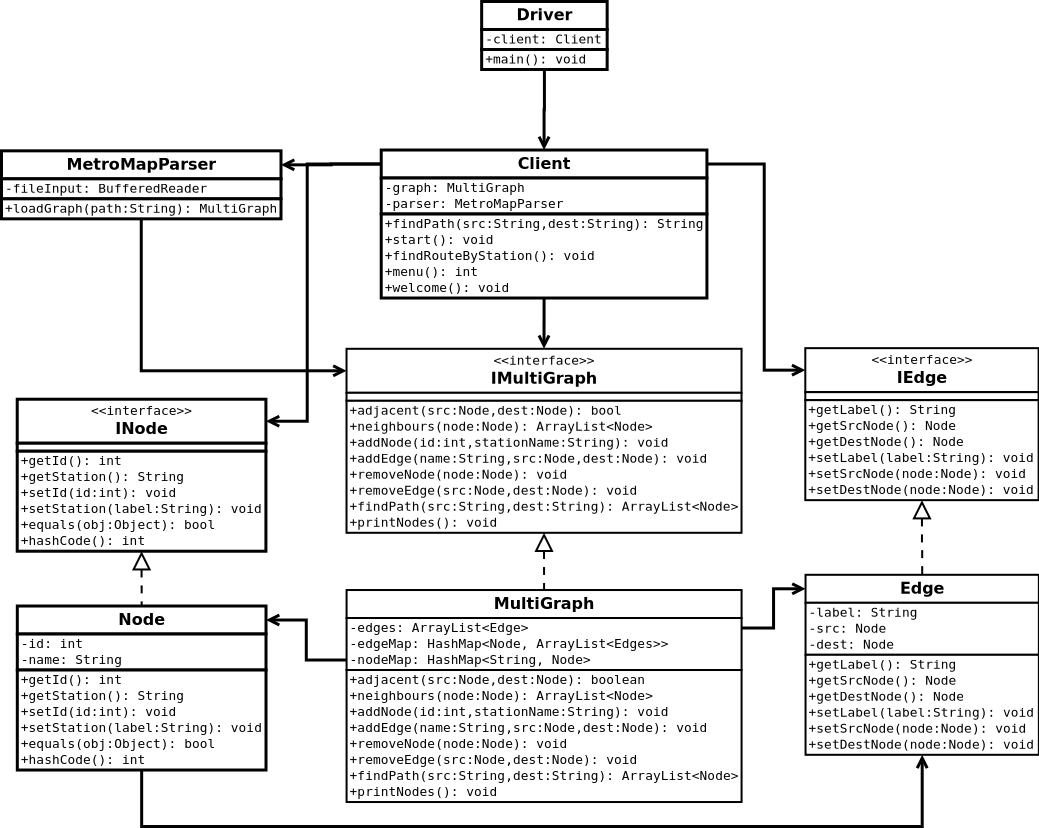 Driver
-client: Client
+main(): void
MetroMapParser
-fileInput: BufferedReader
+loadGraph(path:String): MultiGraph
Client
-graph: MultiGraph
-parser: MetroMapParser
+findPath(src:String,dest:String): String
+start(): void
+findRouteByStation(): void
+menu(): int
+welcome(): void
<<interface>>
INode
+getId(): int
+getStation(): String
+setId(id:int): void
+setStation(label:String): void
+equals(obj:Object): bool
+hashCode(): int
<<interface>>
IMultiGraph
+adjacent(src:Node,dest:Node): bool
+neighbours(node:Node): ArrayList<Node>
+addNode(id:int,stationName:String): void
+addEdge(name:String,src:Node,dest:Node): void
+removeNode(node:Node): void
+removeEdge(src:Node,dest:Node): void
+findPath(src:String,dest:String): ArrayList<Node>
+printNodes(): void
<<interface>>
IEdge
+getLabel(): String
+getSrcNode(): Node
+getDestNode(): Node
+setLabel(label:String): void
+setSrcNode(node:Node): void
+setDestNode(node:Node): void
Node
-id: int
-name: String
+getId(): int
+getStation(): String
+setId(id:int): void
+setStation(label:String): void
+equals(obj:Object): bool
+hashCode(): int
MultiGraph
-edges: ArrayList<Edge>
-edgeMap: HashMap<Node, ArrayList<Edges>>
-nodeMap: HashMap<String, Node>
+adjacent(src:Node,dest:Node): boolean
+neighbours(node:Node): ArrayList<Node>
+addNode(id:int,stationName:String): void
+addEdge(name:String,src:Node,dest:Node): void
+removeNode(node:Node): void
+removeEdge(src:Node,dest:Node): void
+findPath(src:String,dest:String): ArrayList<Node>
+printNodes(): void
Edge
-label: String
-src: Node
-dest: Node
+getLabel(): String
+getSrcNode(): Node
+getDestNode(): Node
+setLabel(label:String): void
+setSrcNode(node:Node): void
+setDestNode(node:Node): void